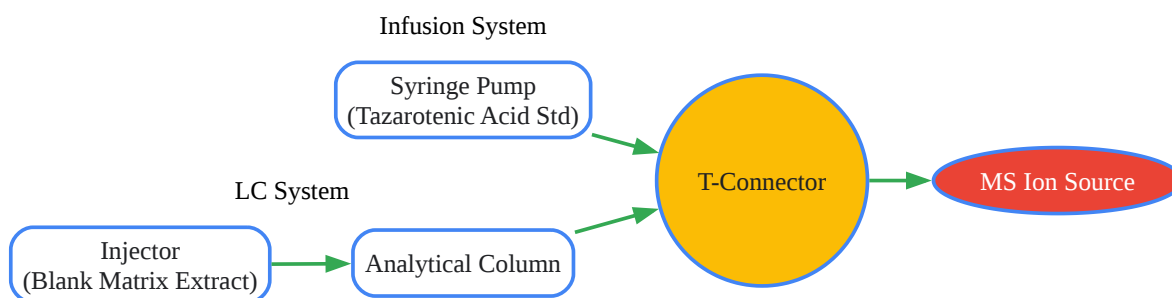 Infusion System
Syringe Pump
(Tazarotenic Acid Std)
T-Connector
MS Ion Source
LC System
Injector
(Blank Matrix Extract)
Analytical Column